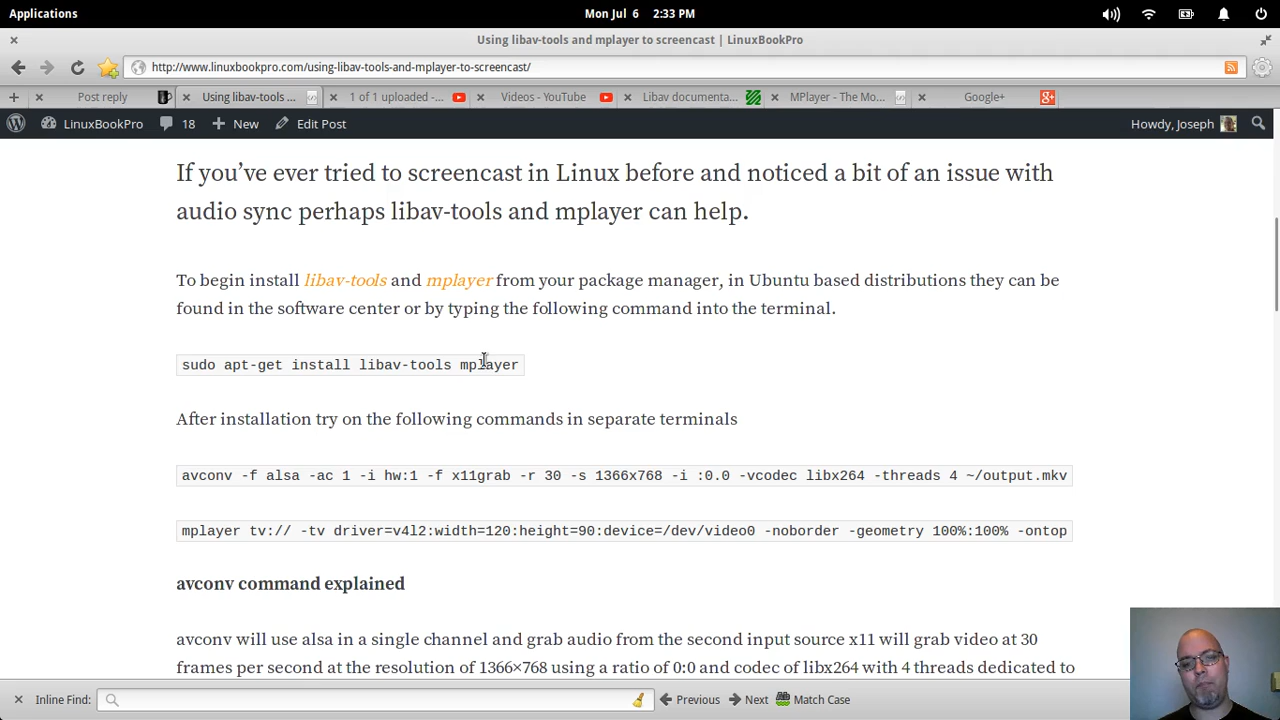 Applications
Mon Jul 6 2:33 PM
Using libav-tools and mplayer to screencast | LinuxBookPro
http://www.linuxbookpro.com/using-libav-tools-and-mplayer-to-screencast/
Post reply
Using libav-tools ...
1 of 1 uploaded -...
Videos - YouTube
Libav documenta...
MPlayer - The Mo...
Google+
LinuxBookPro
18
New
Edit Post
Howdy, Joseph
If you’ve ever tried to screencast in Linux before and noticed a bit of an issue with
audio sync perhaps libav-tools and mplayer can help.
To begin install libav-tools and mplayer from your package manager, in Ubuntu based distributions they can be
found in the software center or by typing the following command into the terminal.
sudo apt-get install libav-tools mplayer
After installation try on the following commands in separate terminals
avconv -f alsa -ac 1 -i hw:1 -f x11grab -r 30 -s 1366x768 -i :0.0 -vcodec libx264 -threads 4 ~/output.mkv
mplayer tv:// -tv driver=v4l2:width=120:height=90:device=/dev/video0 -noborder -geometry 100%:100% -ontop
avconv command explained
avconv will use alsa in a single channel and grab audio from the second input source x11 will grab video at 30
frames per second at the resolution of 1366×768 using a ratio of 0:0 and codec of libx264 with 4 threads dedicated to
Inline Find:
Previous
Next
Match Case